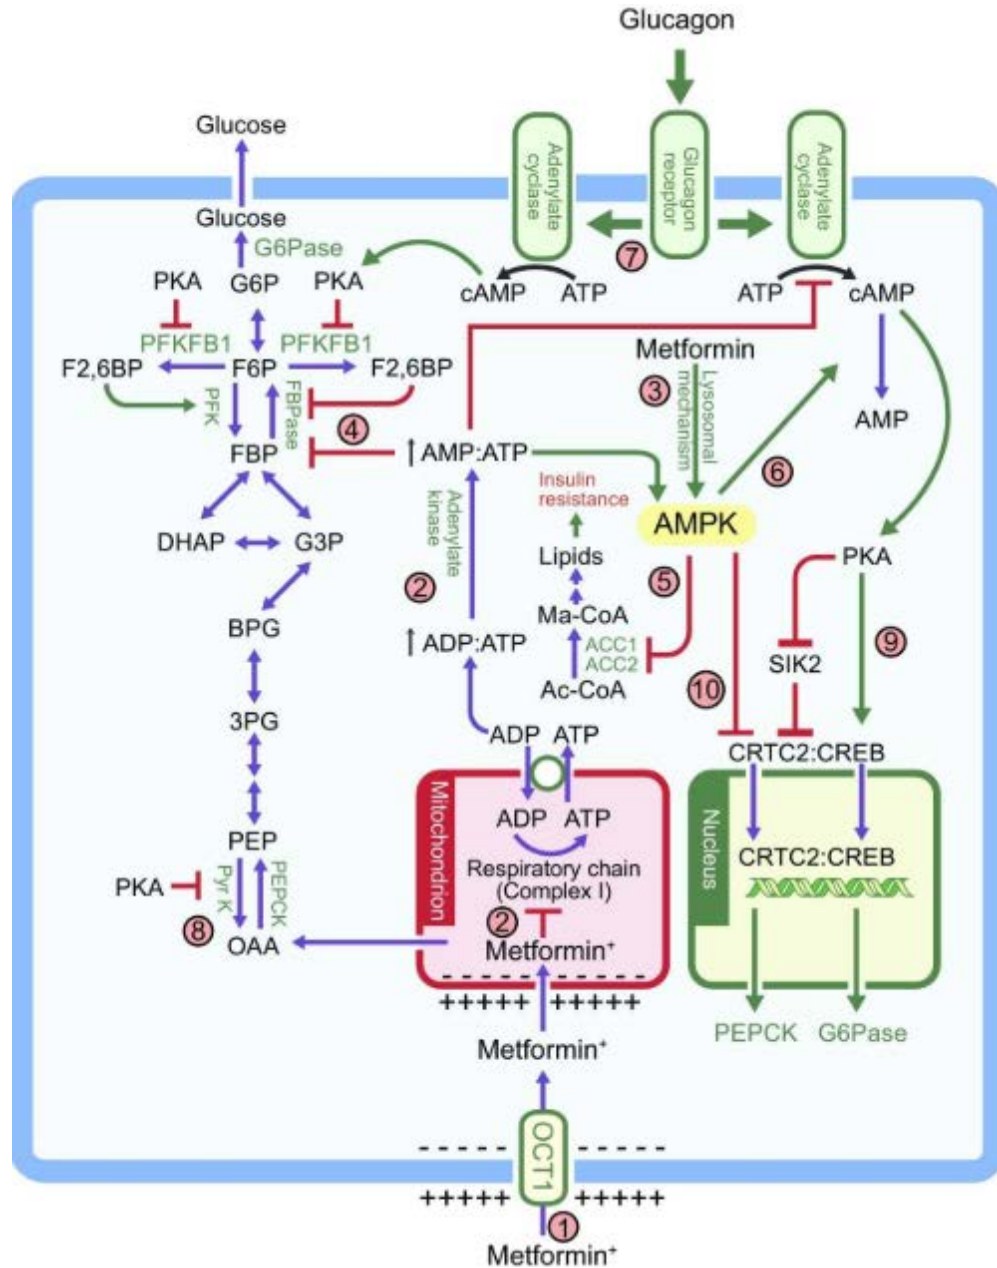 Glucagon
Glucose
Adenylate
cyclase
Glucagon
receptor
Adenylate
cyclase
Glucose
G6Pase
7
PKA
G6P
PKA
cAMP
ATP
ATP
cAMP
PFKFB1
PFKFB1
Metformin
F2,6BP
F6P
F2,6BP
3
Lysosomal
mechanism
PFK
FBPase
4
AMP
FBP
↑ AMP:ATP
6
Insulin
resistance
Adenylate
kinase
AMPK
DHAP
G3P
Lipids
PKA
2
5
Ma-CoA
BPG
↑ ADP:ATP
ACC1
ACC2
SIK2
9
Ac-CoA
10
3PG
ADP
ATP
CRTC2:CREB
Mitochondrion
ADP
ATP
Nucleus
PEP
Respiratory chain
(Complex I)
CRTC2:CREB
PKA
Pyr K
PEPCK
8
2
OAA
Metformin⁺
- - - - - - - - - -
+++++ +++++
PEPCK
G6Pase
Metformin⁺
OCT1
- - - - - - - - - -
+++++ +++++
1
Metformin⁺